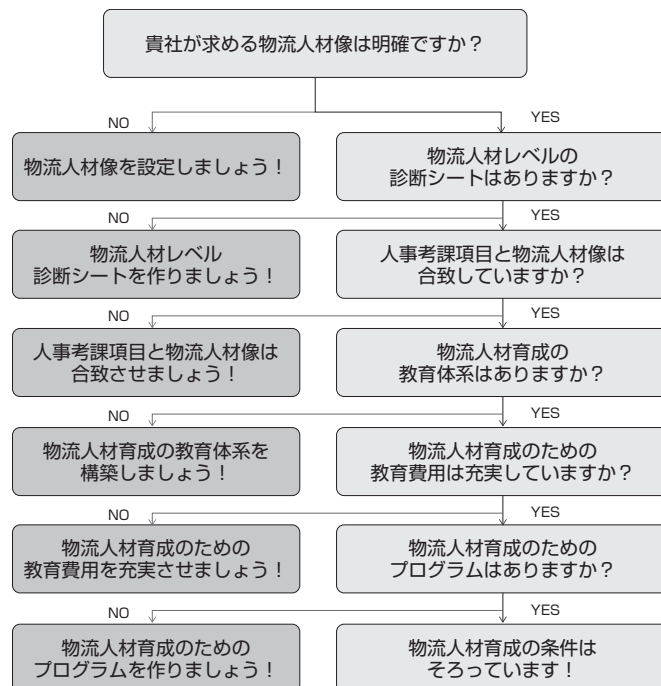 貴社が求める物流人材像は明確ですか？
NO
YES
物流人材像を設定しましょう！
物流人材レベルの
診断シートはありますか？
NO
YES
物流人材レベル
診断シートを作りましょう！
人事考課項目と物流人材像は
合致していますか？
NO
YES
人事考課項目と物流人材像は
合致させましょう！
物流人材育成の
教育体系はありますか？
NO
YES
物流人材育成の教育体系を
構築しましょう！
物流人材育成のための
教育費用は充実していますか？
NO
YES
物流人材育成のための
教育費用を充実させましょう！
物流人材育成のための
プログラムはありますか？
NO
YES
物流人材育成のための
プログラムを作りましょう！
物流人材育成の条件は
そろっています！